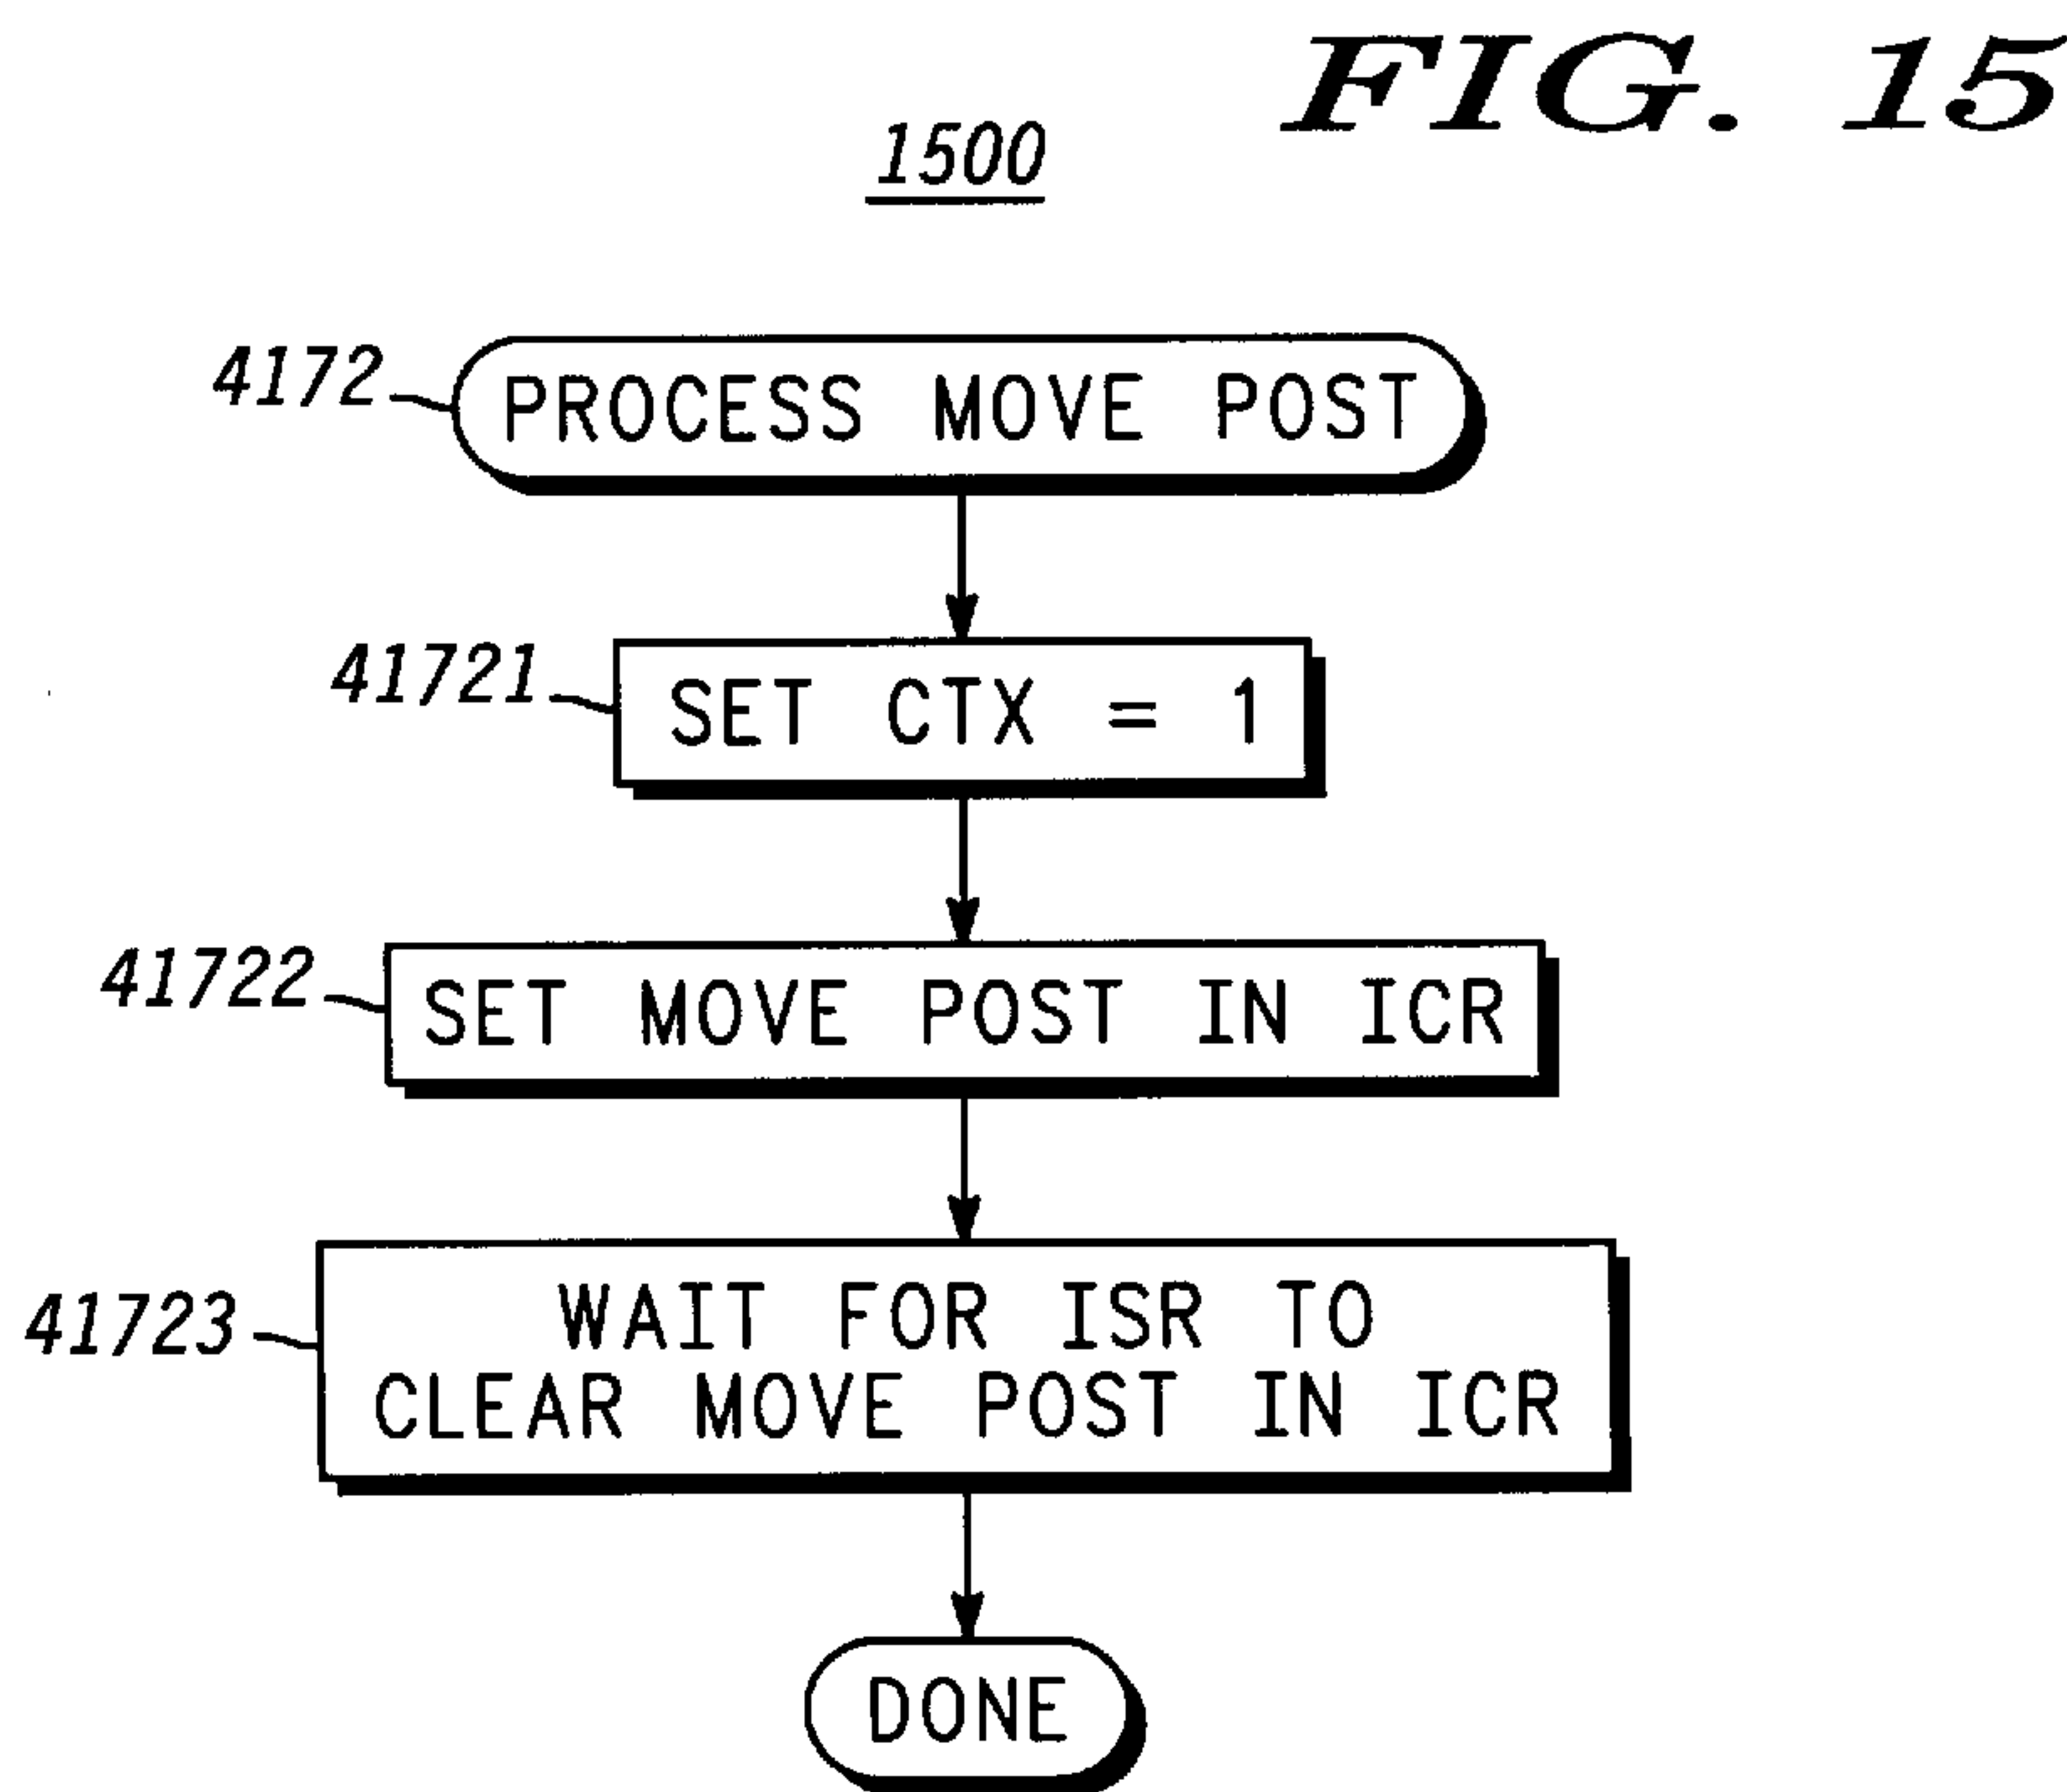 FIG. 15
1500
4172
PROCESS MOVE POST
41721
SET CTX = 1
41722
SET MOVE POST IN ICR
41723
WAIT FOR ISR TO
CLEAR MOVE POST IN ICR
DONE